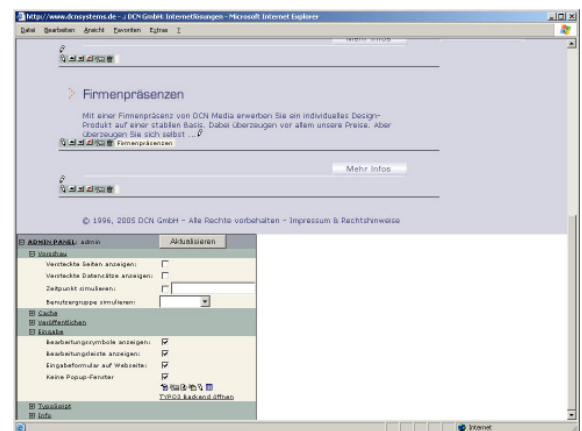 http://www.dcnsystems.de - : DCN GmbH: Internetlösungen - Microsoft Internet Explorer
Datei Bearbeiten Ansicht Favoriten Extras ?
Mehr Infos
Firmenpräsenzen
Mit einer Firmenpräsenz von DCN Media erwerben Sie ein individuelles Design-
Produkt auf einer stabilen Basis. Dabei überzeugen vor allem unsere Preise. Aber
überzeugen Sie sich selbst ...
Firmenpräsenzen
Mehr Infos
© 1996, 2005 DCN GmbH - Alle Rechte vorbehalten - Impressum & Rechtshinweise
ADMIN PANEL: admin Aktualisieren
Vorschau
Versteckte Seiten anzeigen:
Versteckte Datensätze anzeigen:
Zeitpunkt simulieren:
Benutzergruppe simulieren:
Cache
Veröffentlichen
Eingabe
Bearbeitungssymbole anzeigen:
Bearbeitungsleiste anzeigen:
Eingabeformular auf Webseite:
Keine Popup-Fenster
TYPO3 Backend öffnen
TypoScript
Info
Internet